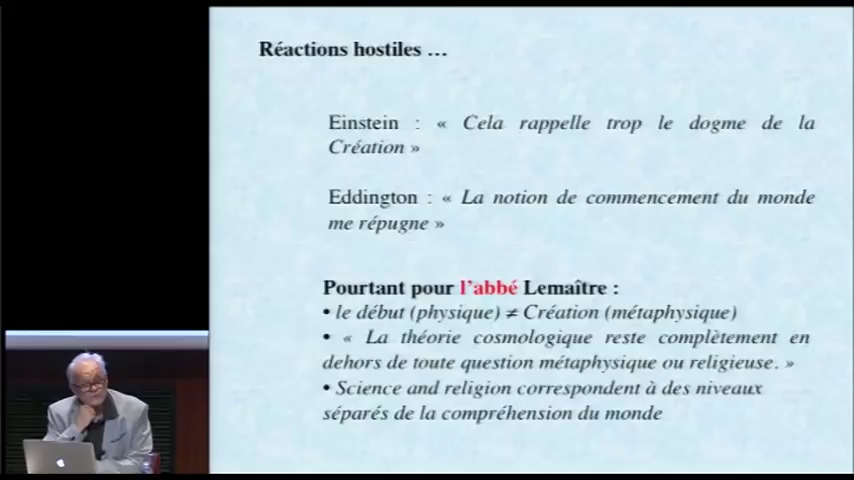 Réactions hostiles …
Einstein : « Cela rappelle trop le dogme de la
Création »
Eddington : « La notion de commencement du monde
me répugne »
Pourtant pour l'abbé Lemaître :
• le début (physique) ≠ Création (métaphysique)
• « La théorie cosmologique reste complètement en
dehors de toute question métaphysique ou religieuse. »
• Science and religion correspondent à des niveaux
séparés de la compréhension du monde